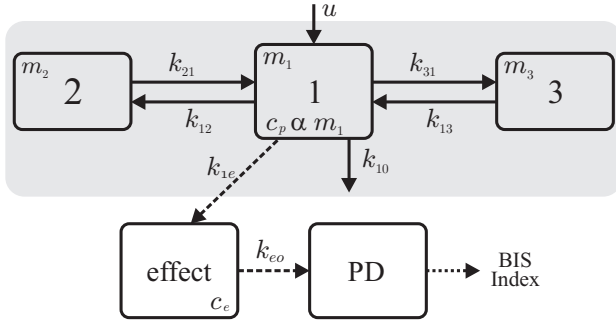 u
m₂
2
k₂₁
k₁₂
m₁
1
cₚ α m₁
k₃₁
k₁₃
m₃
3
k₁ₑ
k₁₀
effect
cₑ
kₑₒ
PD
BIS
Index